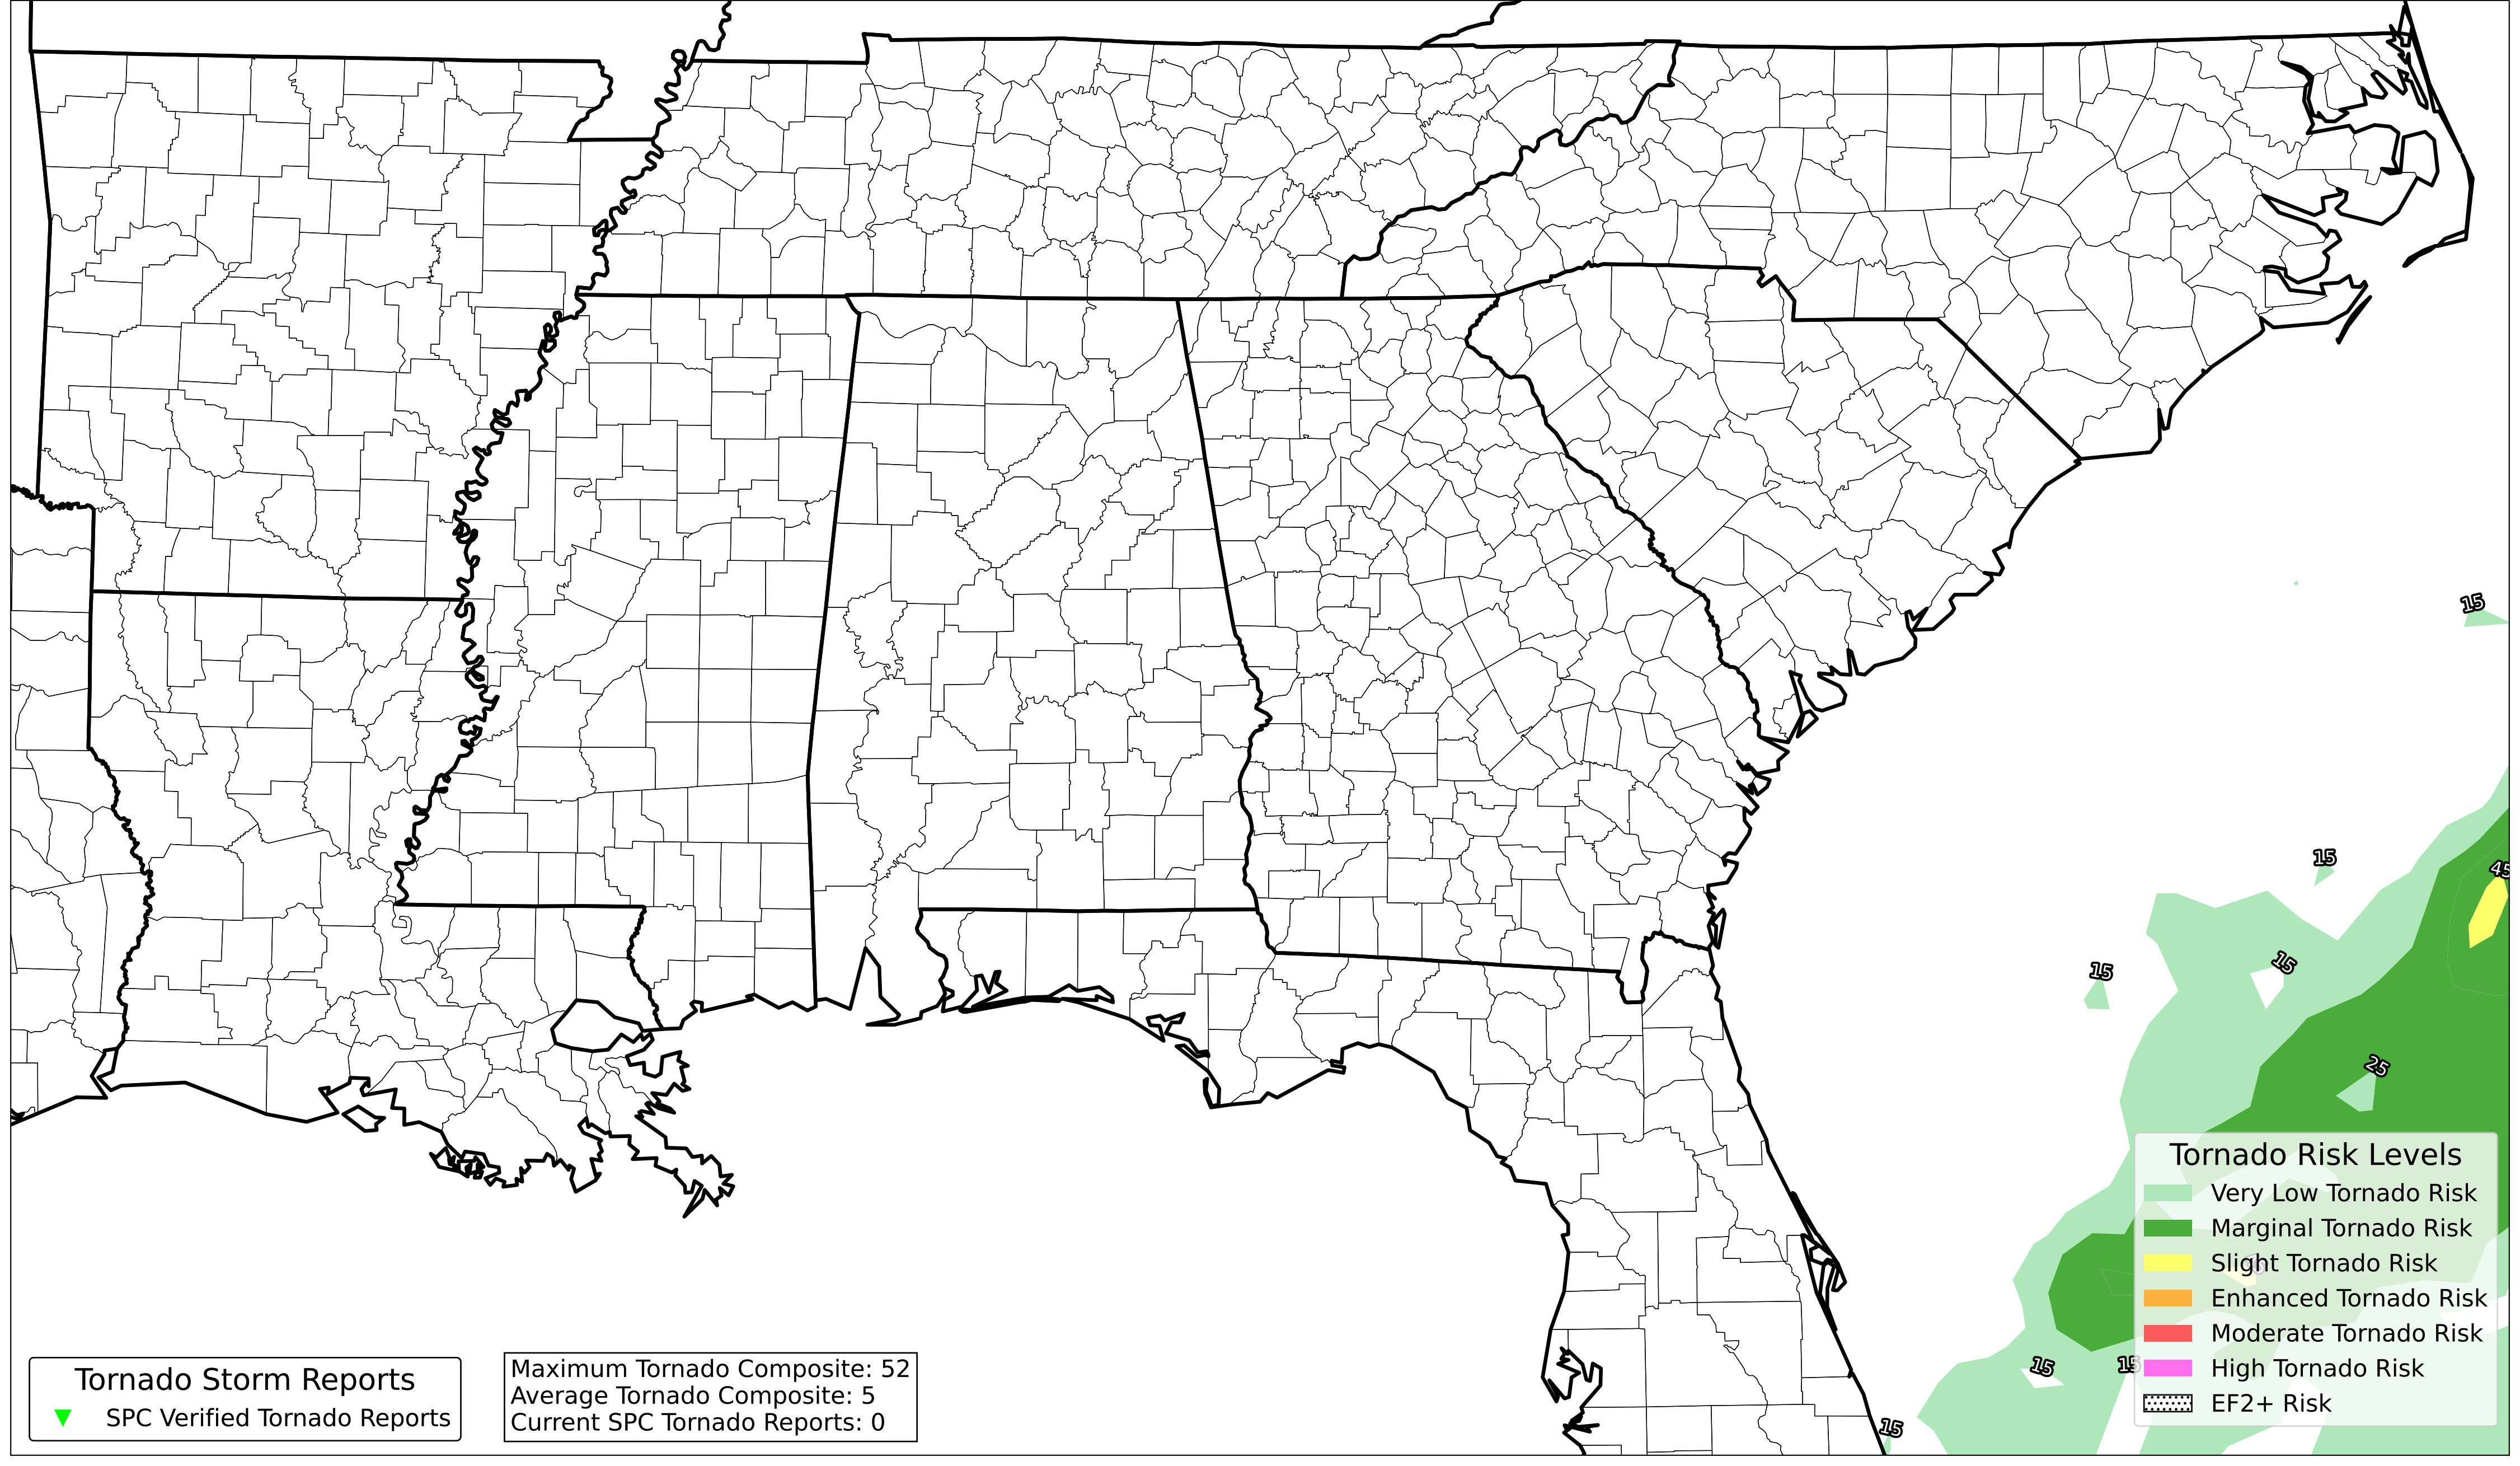 15
15
45
15
15
25
Tornado Risk Levels
Very Low Tornado Risk
Marginal Tornado Risk
Slight Tornado Risk
Enhanced Tornado Risk
Moderate Tornado Risk
High Tornado Risk
EF2+ Risk
15
15
15
Tornado Storm Reports
SPC Verified Tornado Reports
Maximum Tornado Composite: 52
Average Tornado Composite: 5
Current SPC Tornado Reports: 0